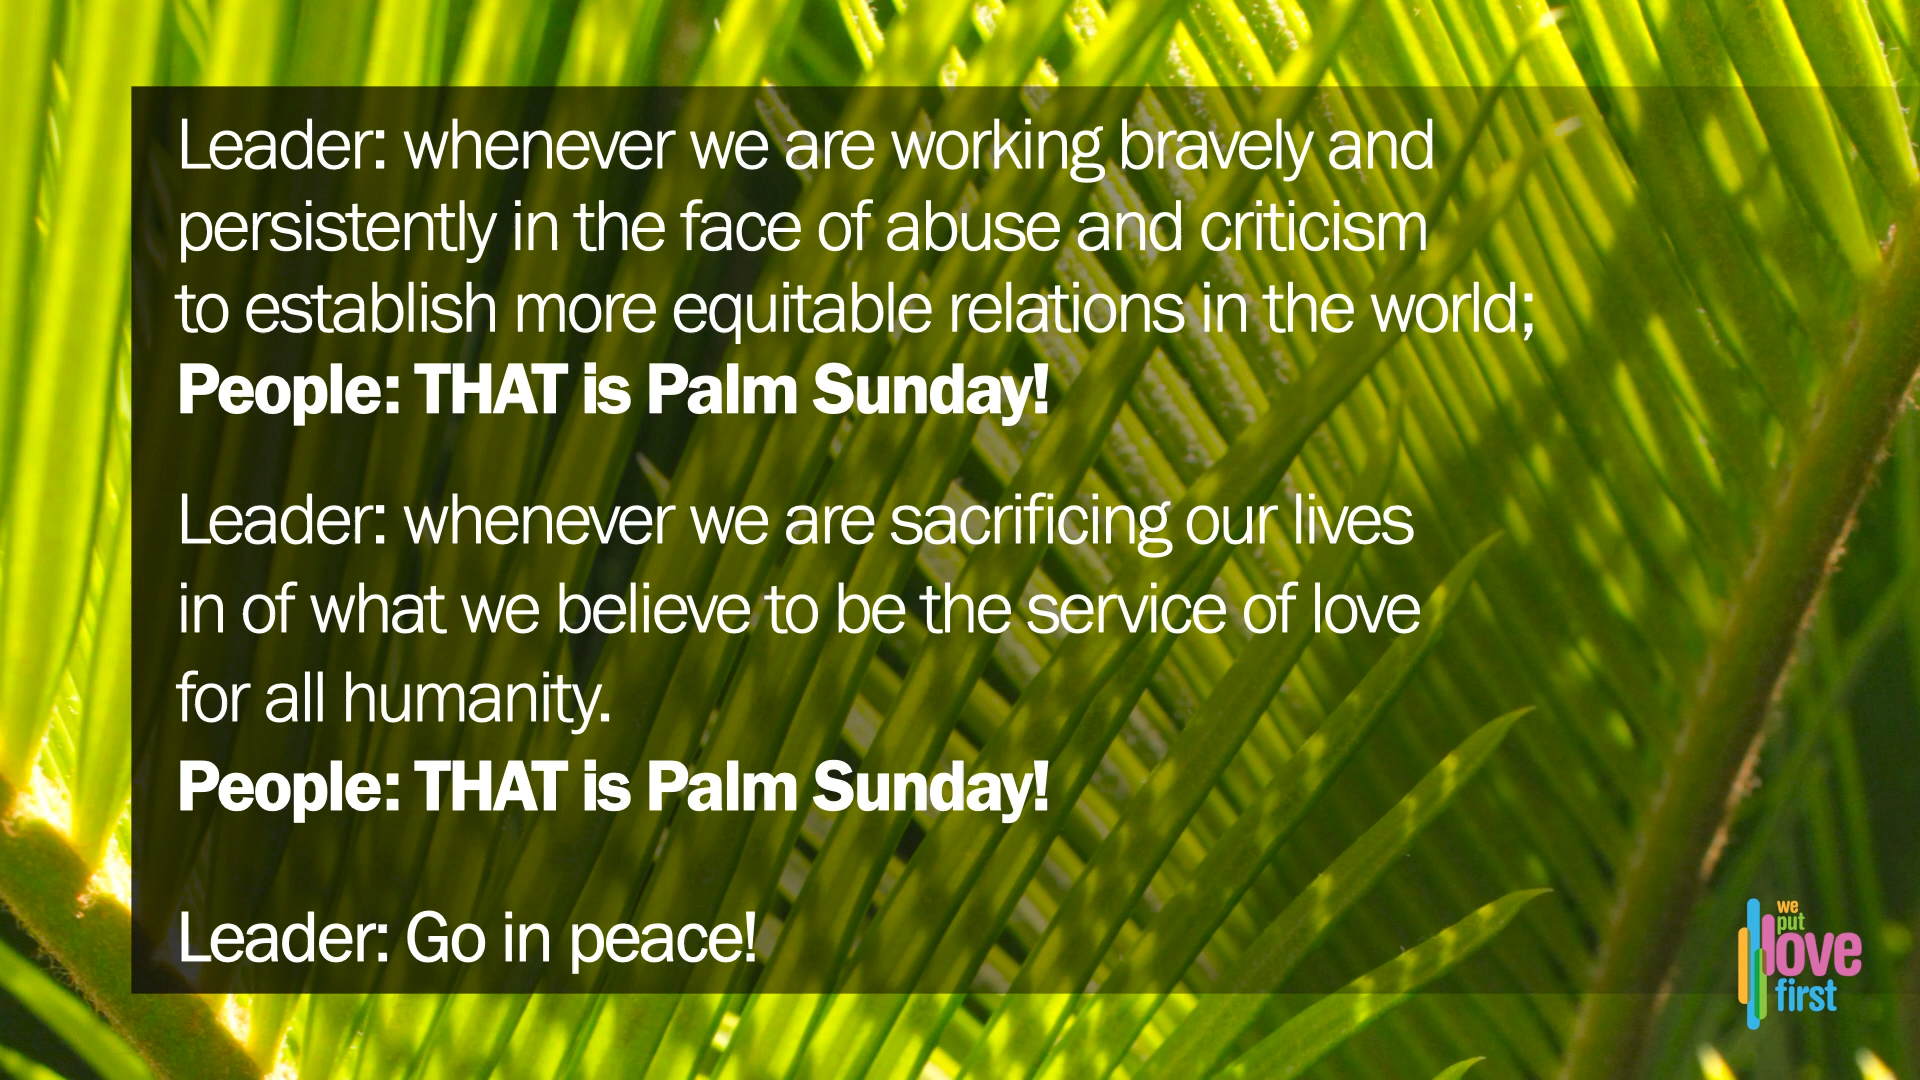 Leader: whenever we are working bravely and
persistently in the face of abuse and criticism
to establish more equitable relations in the world;
People: THAT is Palm Sunday!
Leader: whenever we are sacrificing our lives
in of what we believe to be the service of love
for all humanity.
People: THAT is Palm Sunday!
Leader: Go in peace!
we
put
love
first